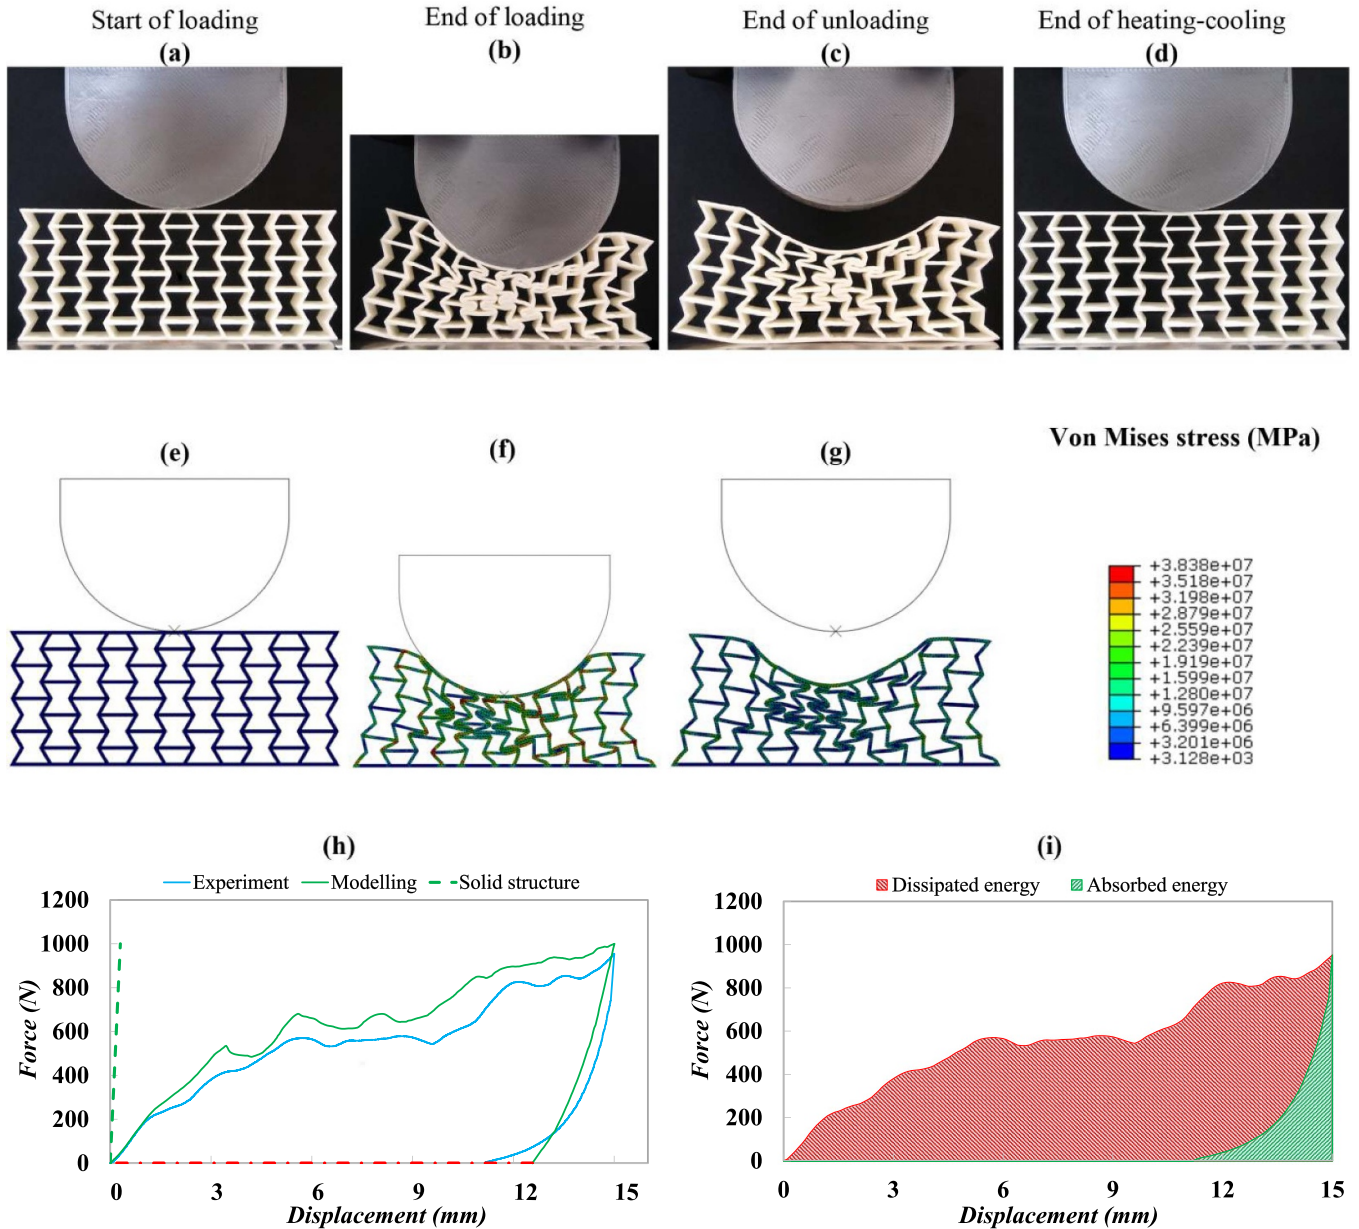 Start of loading
(a)
End of loading
(b)
End of unloading
(c)
End of heating-cooling
(d)
(e)
(f)
(g)
Von Mises stress (MPa)
+3.838e+07
+3.518e+07
+3.198e+07
+2.879e+07
+2.559e+07
+2.239e+07
+1.919e+07
+1.599e+07
+1.280e+07
+9.597e+06
+6.399e+06
+3.201e+06
+3.128e+03
(h)
Experiment Modelling Solid structure
1200
1000
800
600
400
200
0
Force (N)
0 3 6 9 12 15
Displacement (mm)
(i)
Dissipated energy Absorbed energy
1200
1000
800
600
400
200
0
Force (N)
0 3 6 9 12 15
Displacement (mm)